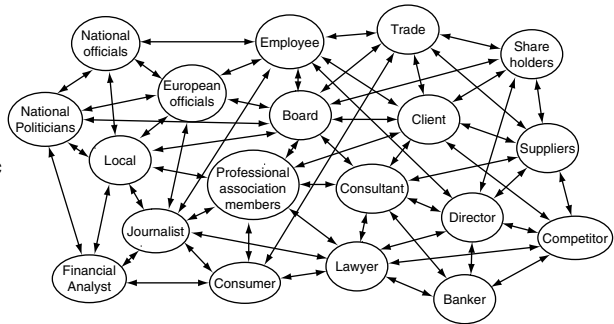 National
officials
Employee
Trade
Share
holders
European
officials
National
Politicians
Board
Client
Local
Suppliers
Professional
association
members
Consultant
Journalist
Director
Competitor
Financial
Analyst
Consumer
Lawyer
Banker